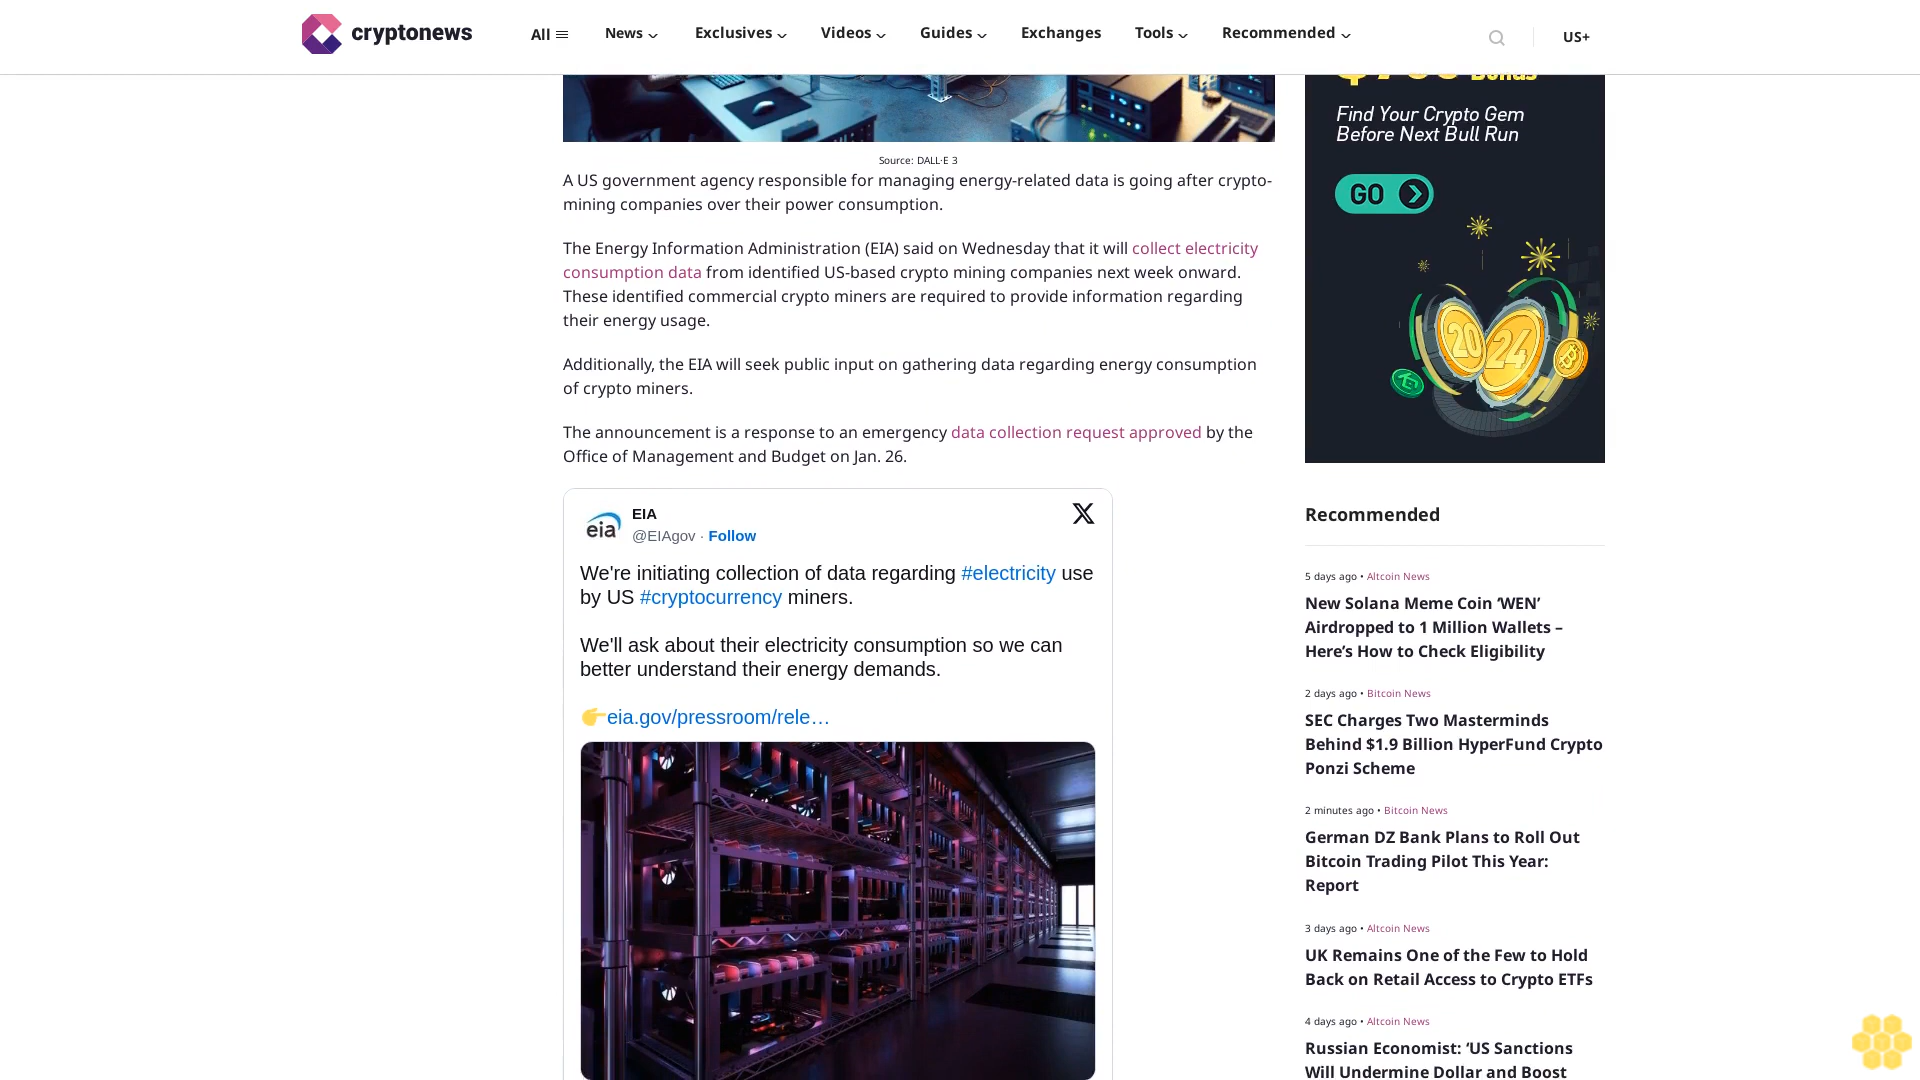 cryptonews
All
News
Exclusives
Videos
Guides
Exchanges
Tools
Recommended
US+
Bonus
Find Your Crypto Gem
Before Next Bull Run
GO
20
24
Source: DALL·E 3
A US government agency responsible for managing energy-related data is going after crypto-
mining companies over their power consumption.
The Energy Information Administration (EIA) said on Wednesday that it will collect electricity
consumption data from identified US-based crypto mining companies next week onward.
These identified commercial crypto miners are required to provide information regarding
their energy usage.
Additionally, the EIA will seek public input on gathering data regarding energy consumption
of crypto miners.
The announcement is a response to an emergency data collection request approved by the
Office of Management and Budget on Jan. 26.
eia
EIA
@EIAgov · Follow
We're initiating collection of data regarding #electricity use
by US #cryptocurrency miners.
We'll ask about their electricity consumption so we can
better understand their energy demands.
👉eia.gov/pressroom/rele…
Recommended
5 days ago • Altcoin News
New Solana Meme Coin ‘WEN’
Airdropped to 1 Million Wallets –
Here’s How to Check Eligibility
2 days ago • Bitcoin News
SEC Charges Two Masterminds
Behind $1.9 Billion HyperFund Crypto
Ponzi Scheme
2 minutes ago • Bitcoin News
German DZ Bank Plans to Roll Out
Bitcoin Trading Pilot This Year:
Report
3 days ago • Altcoin News
UK Remains One of the Few to Hold
Back on Retail Access to Crypto ETFs
4 days ago • Altcoin News
Russian Economist: ‘US Sanctions
Will Undermine Dollar and Boost